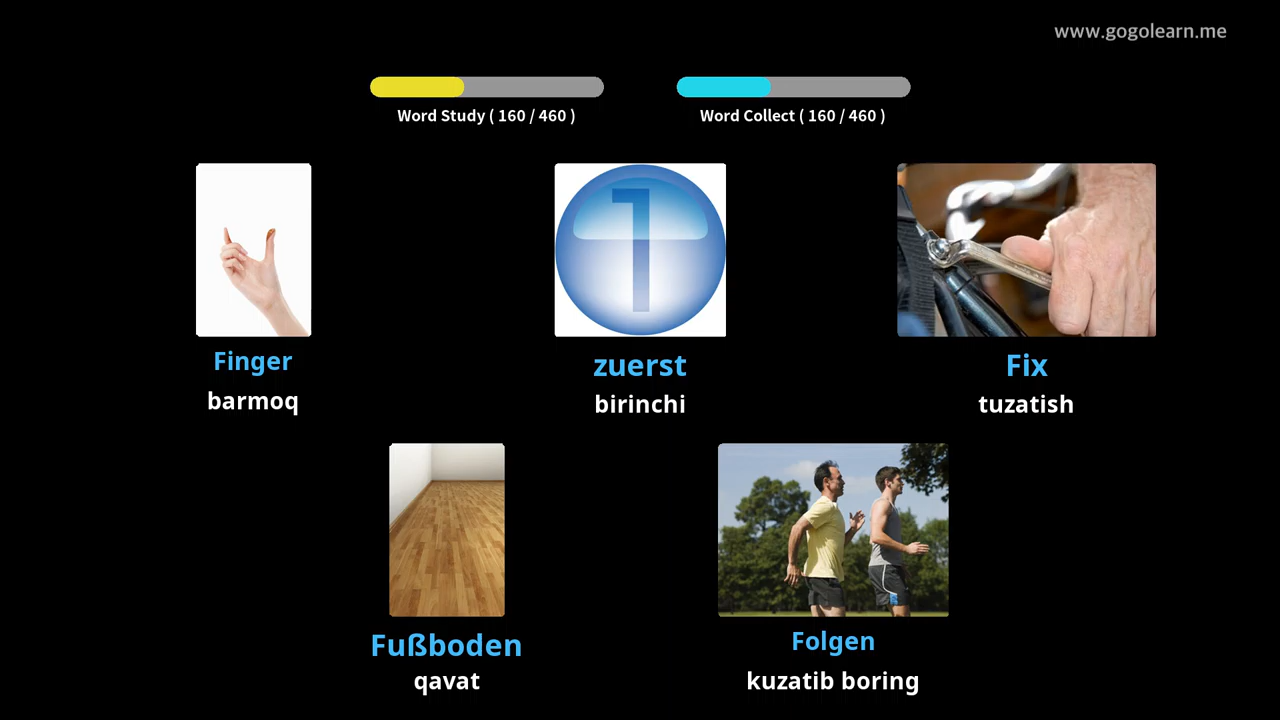 www.gogolearn.me
Word Study ( 160 / 460 )
Word Collect ( 160 / 460 )
1
Finger
barmoq
zuerst
birinchi
Fix
tuzatish
Fußboden
qavat
Folgen
kuzatib boring